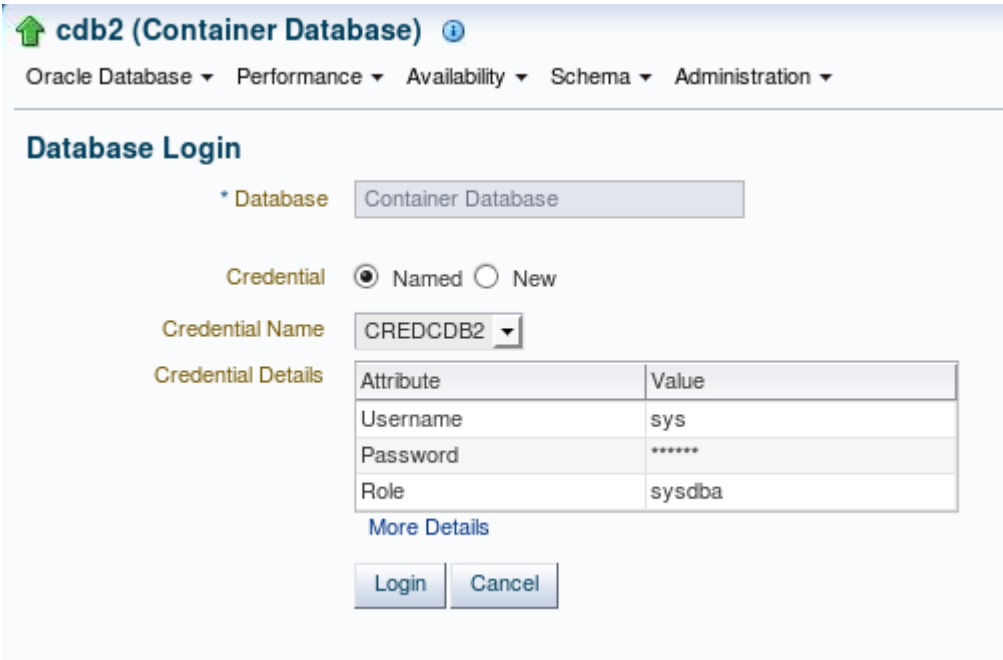 cdb2 (Container Database)
Oracle Database Performance Availability Schema Administration
Database Login
* Database Container Database
Credential Named New
Credential Name CREDCDB2
Credential Details Attribute Value
Username sys
Password ******
Role sysdba
More Details
Login Cancel